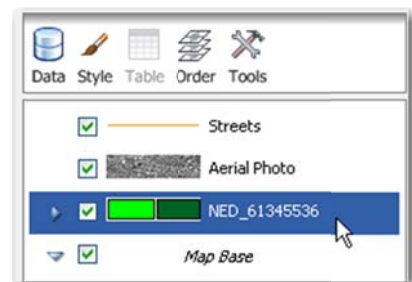 Data Style Table Order Tools
Streets
Aerial Photo
NED_61345536
Map Base